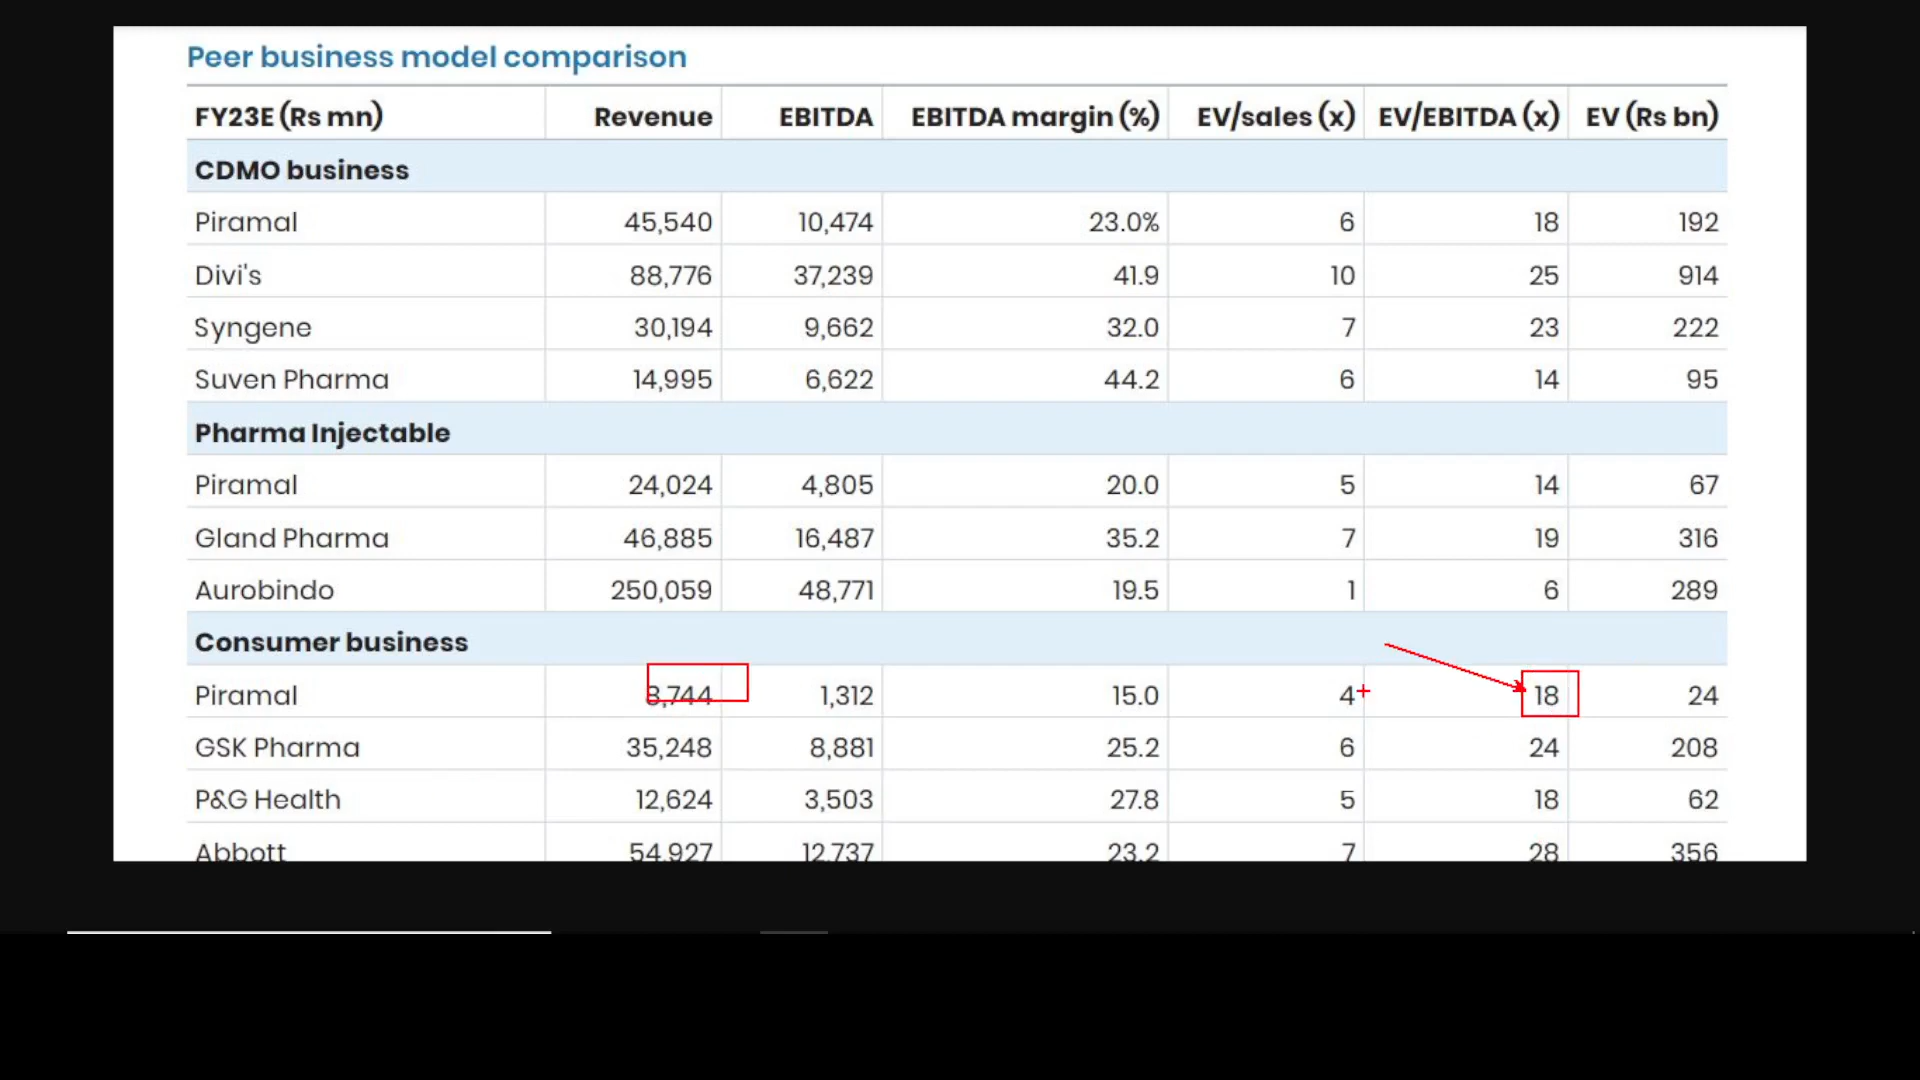 Peer business model comparison
FY23E (Rs mn) Revenue EBITDA EBITDA margin (%) EV/sales (x) EV/EBITDA (x) EV (Rs bn)
CDMO business
Piramal 45,540 10,474 23.0% 6 18 192
Divi's 88,776 37,239 41.9 10 25 914
Syngene 30,194 9,662 32.0 7 23 222
Suven Pharma 14,995 6,622 44.2 6 14 95
Pharma Injectable
Piramal 24,024 4,805 20.0 5 14 67
Gland Pharma 46,885 16,487 35.2 7 19 316
Aurobindo 250,059 48,771 19.5 1 6 289
Consumer business
Piramal 8,744 1,312 15.0 4 18 24
GSK Pharma 35,248 8,881 25.2 6 24 208
P&G Health 12,624 3,503 27.8 5 18 62
Abbott 54,927 12,737 23.2 7 28 356